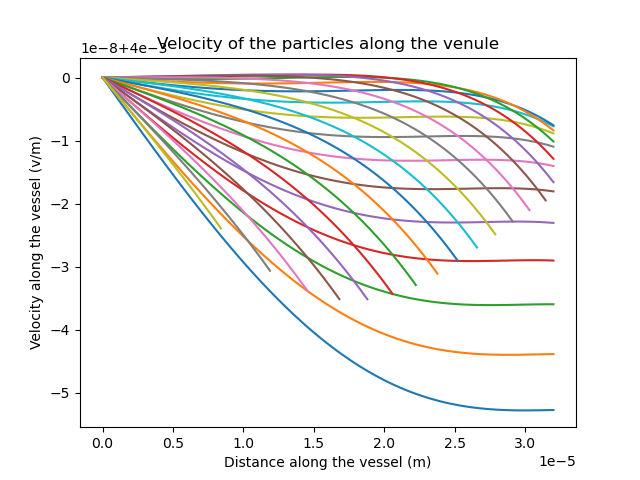 Velocity of the particles along the venule
1e−8+4e−3
0
−1
−2
−3
−4
−5
Velocity along the vessel (v/m)
0.0 0.5 1.0 1.5 2.0 2.5 3.0
Distance along the vessel (m)
1e−5